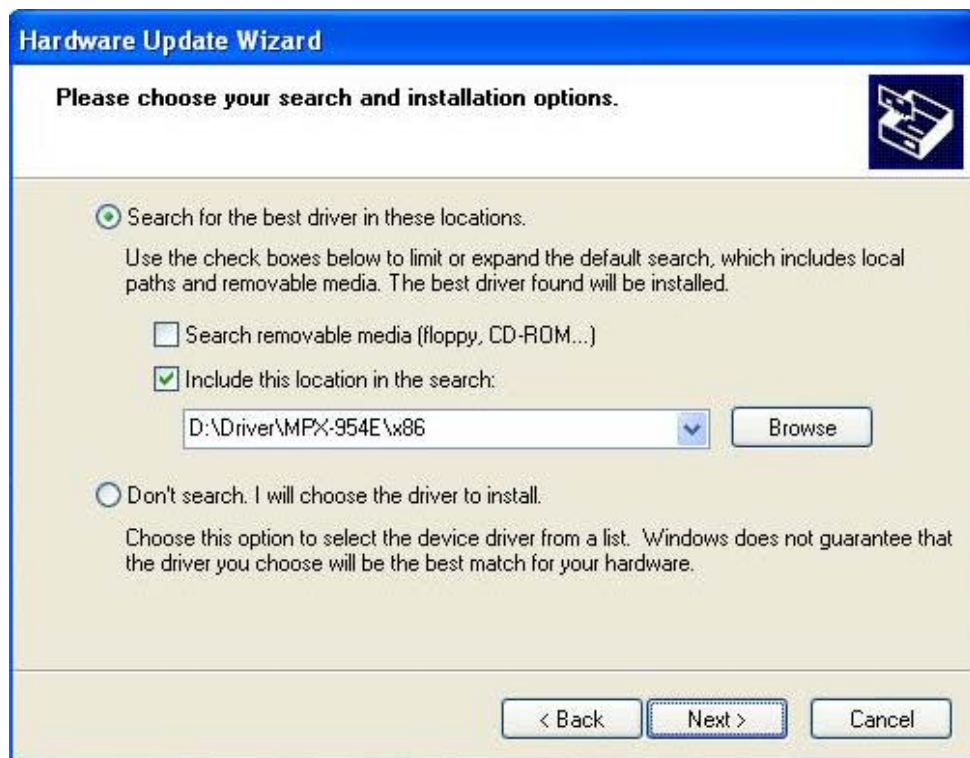 Hardware Update Wizard
Please choose your search and installation options.
Search for the best driver in these locations.
Use the check boxes below to limit or expand the default search, which includes local
paths and removable media. The best driver found will be installed.
Search removable media (floppy, CD-ROM...)
Include this location in the search:
D:\Driver\MPX-954E\x86
Browse
Don't search. I will choose the driver to install.
Choose this option to select the device driver from a list. Windows does not guarantee that
the driver you choose will be the best match for your hardware.
< Back
Next >
Cancel